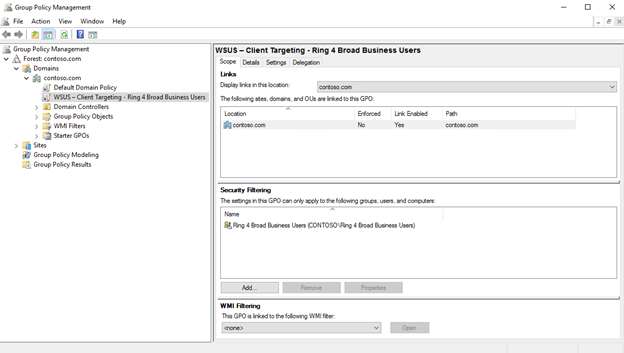 Group Policy Management
File Action View Window Help
Group Policy Management
Forest: contoso.com
Domains
contoso.com
Default Domain Policy
WSUS – Client Targeting - Ring 4 Broad Business Users
Domain Controllers
Group Policy Objects
WMI Filters
Starter GPOs
Sites
Group Policy Modeling
Group Policy Results
WSUS – Client Targeting - Ring 4 Broad Business Users
Scope Details Settings Delegation
Links
Display links in this location: contoso.com
The following sites, domains, and OUs are linked to this GPO:
Location Enforced Link Enabled Path
contoso.com No Yes contoso.com
Security Filtering
The settings in this GPO can only apply to the following groups, users, and computers:
Name
Ring 4 Broad Business Users (CONTOSO\Ring 4 Broad Business Users)
Add... Remove Properties
WMI Filtering
This GPO is linked to the following WMI filter:
<none> Open